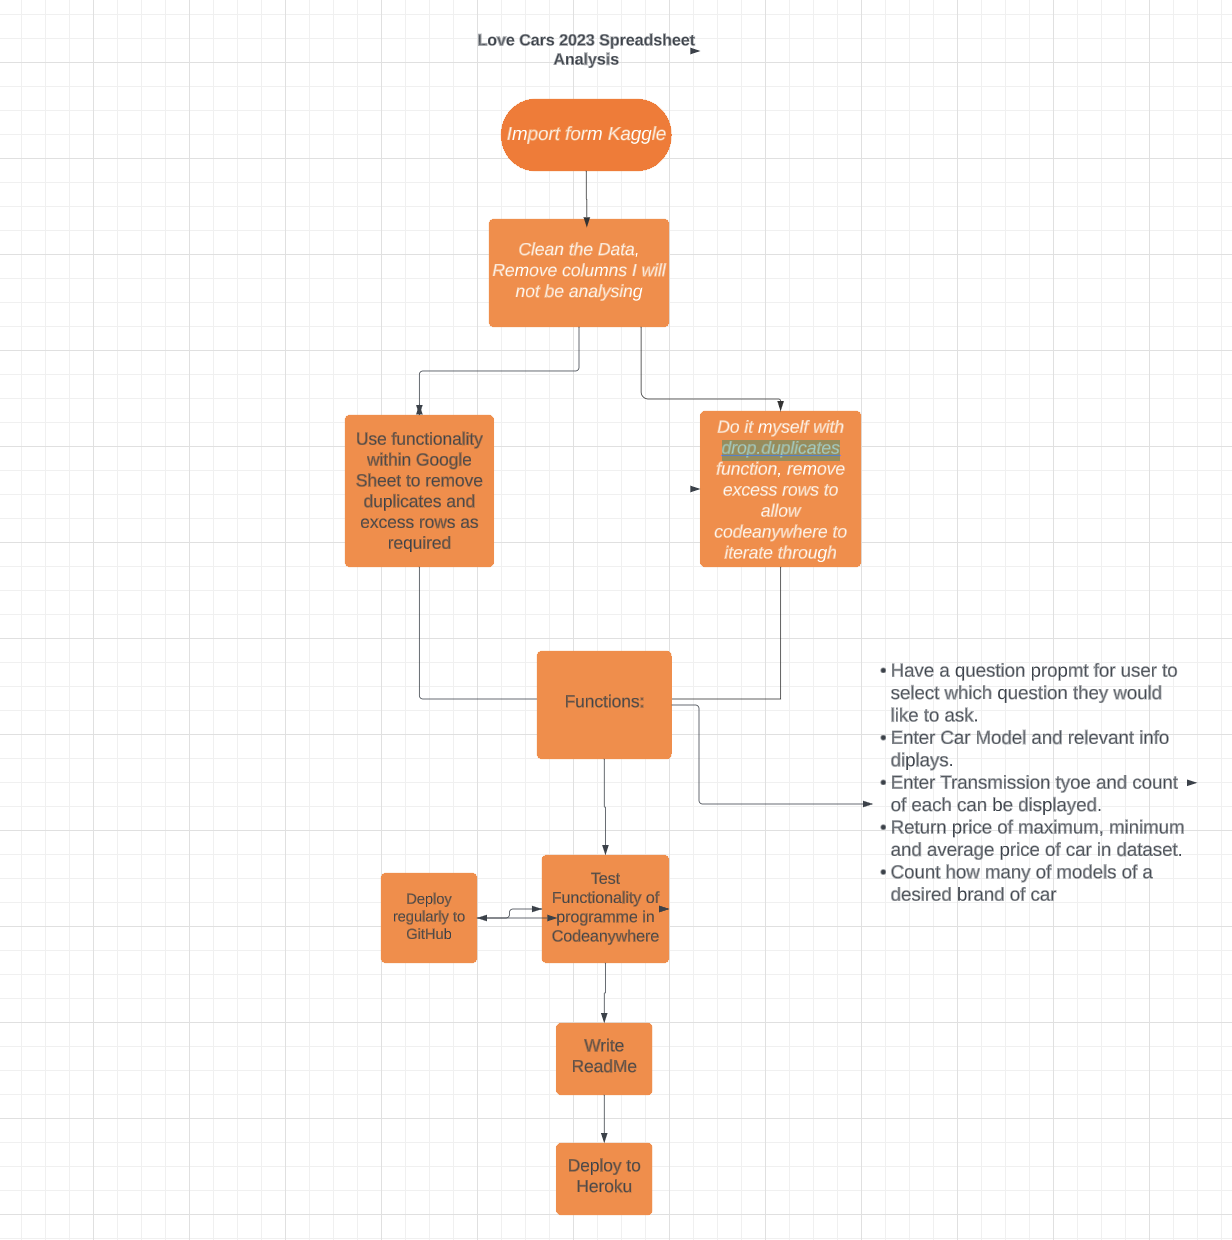 Love Cars 2023 Spreadsheet
Analysis
Import form Kaggle
Clean the Data,
Remove columns I will
not be analysing
Use functionality
within Google
Sheet to remove
duplicates and
excess rows as
required
Do it myself with
drop.duplicates
function, remove
excess rows to
allow
codeanywhere to
iterate through
Functions:
• Have a question propmt for user to
select which question they would
like to ask.
• Enter Car Model and relevant info
diplays.
• Enter Transmission tyoe and count
of each can be displayed.
• Return price of maximum, minimum
and average price of car in dataset.
• Count how many of models of a
desired brand of car
Deploy
regularly to
GitHub
Test
Functionality of
programme in
Codeanywhere
Write
ReadMe
Deploy to
Heroku